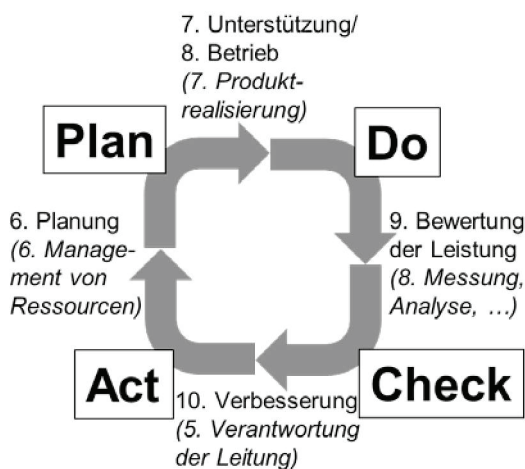 7. Unterstützung/
8. Betrieb
(7. Produkt-
realisierung)
Plan
Do
6. Planung
(6. Manage-
ment von
Ressourcen)
9. Bewertung
der Leistung
(8. Messung,
Analyse, ...)
Act
Check
10. Verbesserung
(5. Verantwortung
der Leitung)